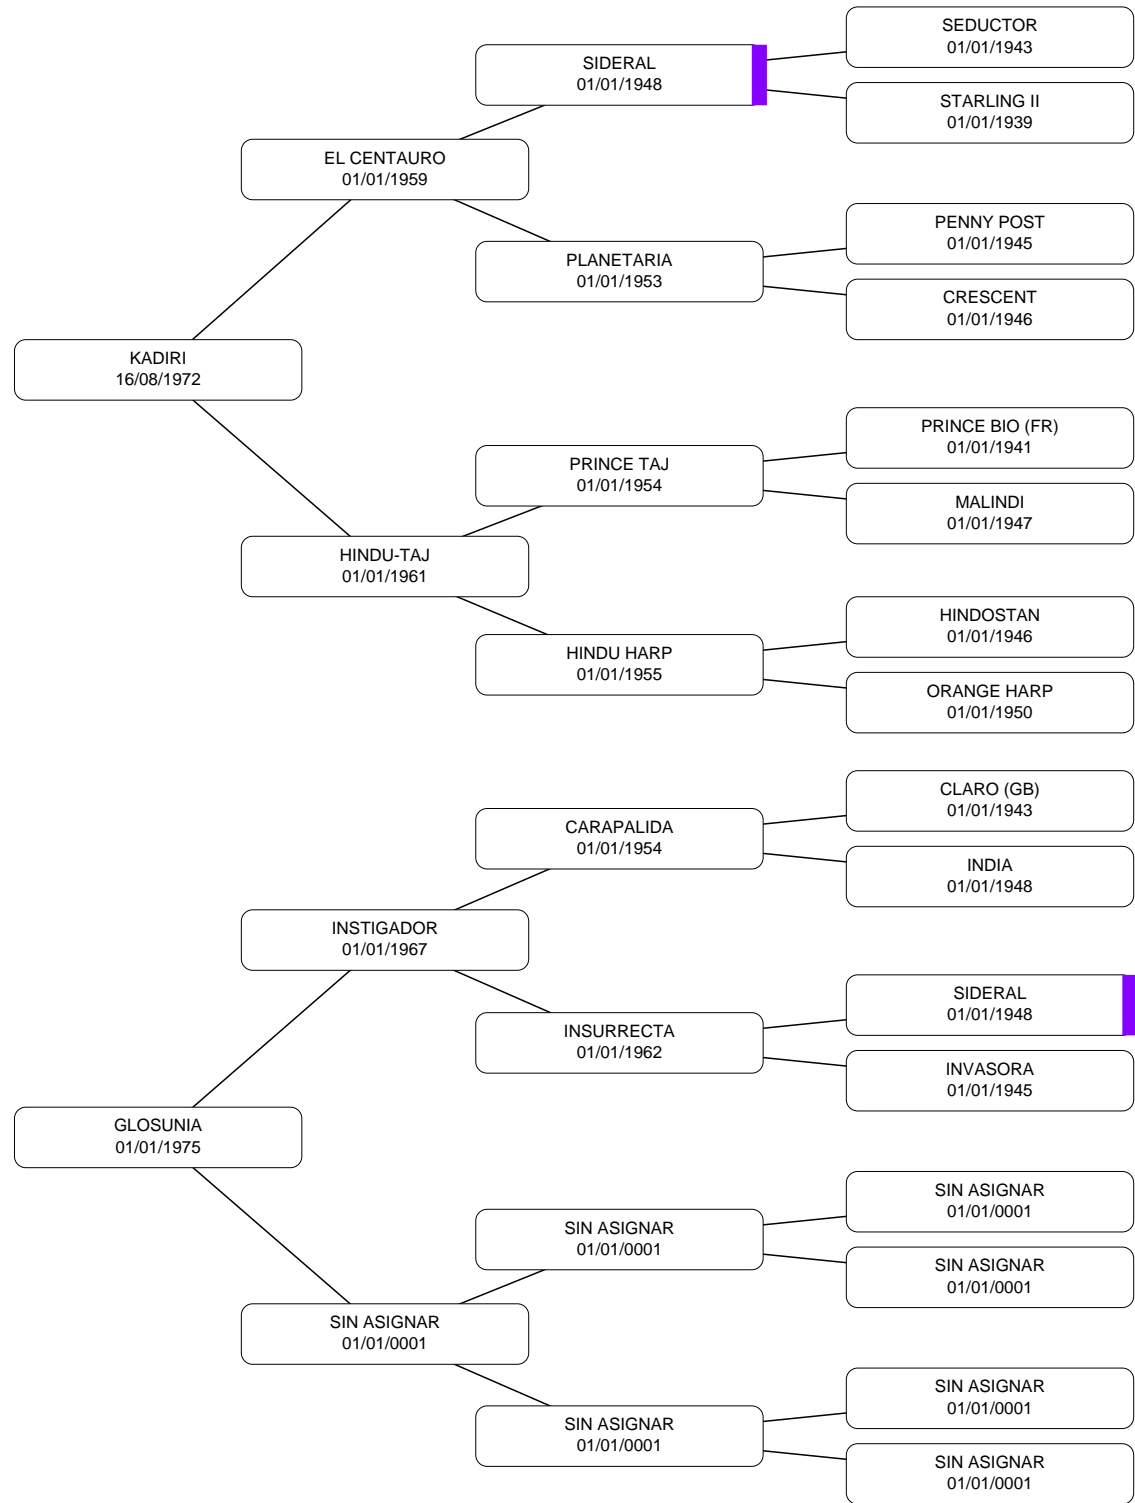 SEDUCTOR
01/01/1943
SIDERAL
01/01/1948
STARLING II
01/01/1939
EL CENTAURO
01/01/1959
PENNY POST
01/01/1945
PLANETARIA
01/01/1953
CRESCENT
01/01/1946
KADIRI
16/08/1972
PRINCE BIO (FR)
01/01/1941
PRINCE TAJ
01/01/1954
MALINDI
01/01/1947
HINDU-TAJ
01/01/1961
HINDOSTAN
01/01/1946
HINDU HARP
01/01/1955
ORANGE HARP
01/01/1950
CLARO (GB)
01/01/1943
CARAPALIDA
01/01/1954
INDIA
01/01/1948
INSTIGADOR
01/01/1967
SIDERAL
01/01/1948
INSURRECTA
01/01/1962
INVASORA
01/01/1945
GLOSUNIA
01/01/1975
SIN ASIGNAR
01/01/0001
SIN ASIGNAR
01/01/0001
SIN ASIGNAR
01/01/0001
SIN ASIGNAR
01/01/0001
SIN ASIGNAR
01/01/0001
SIN ASIGNAR
01/01/0001
SIN ASIGNAR
01/01/0001